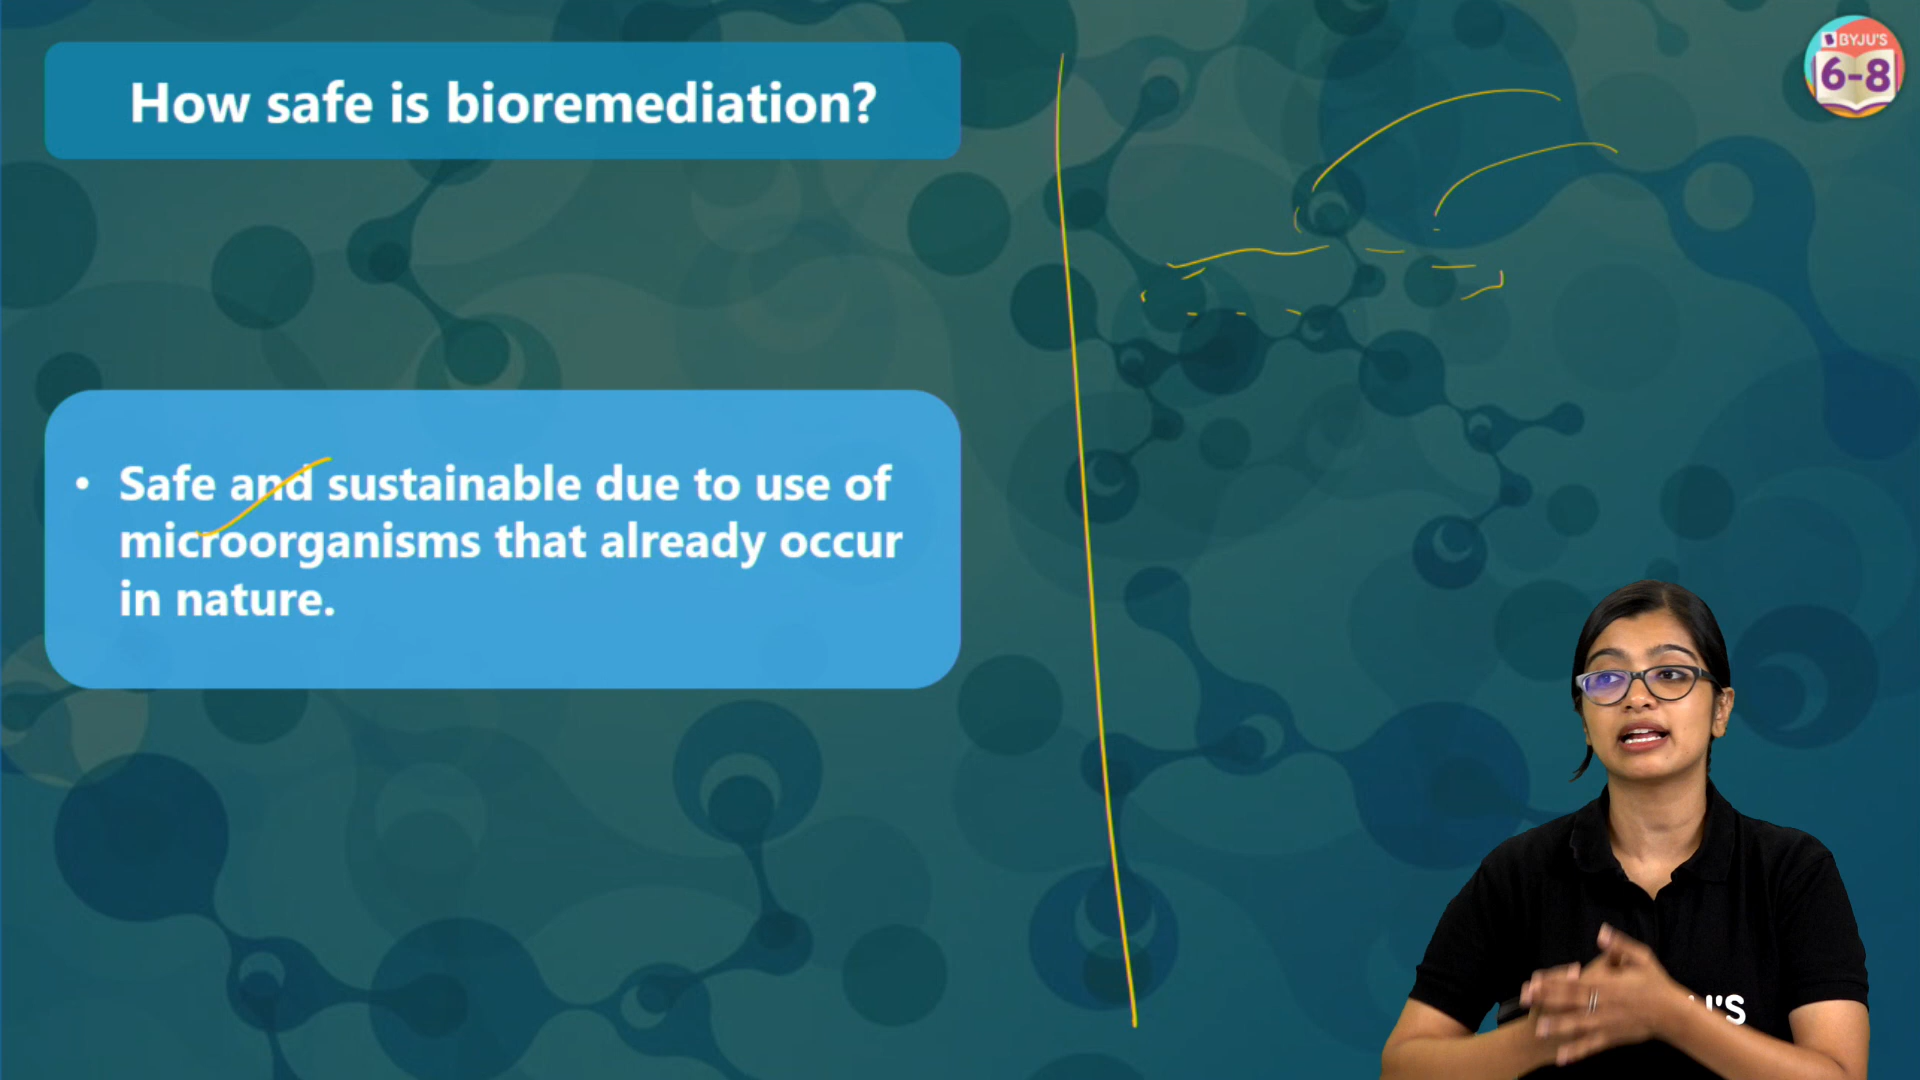 How safe is bioremediation?
BYJU'S
6-8
• Safe and sustainable due to use of
microorganisms that already occur
in nature.
U'S